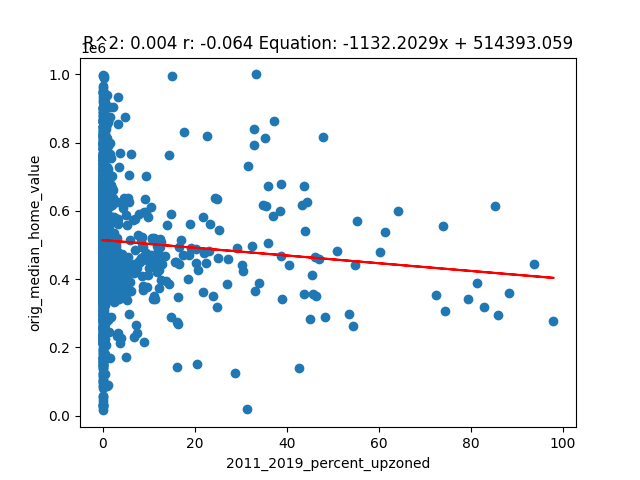 R^2: 0.004 r: -0.064 Equation: -1132.2029x + 514393.059
1e6
1.0
0.8
0.6
0.4
0.2
0.0
orig_median_home_value
0 20 40 60 80 100
2011_2019_percent_upzoned